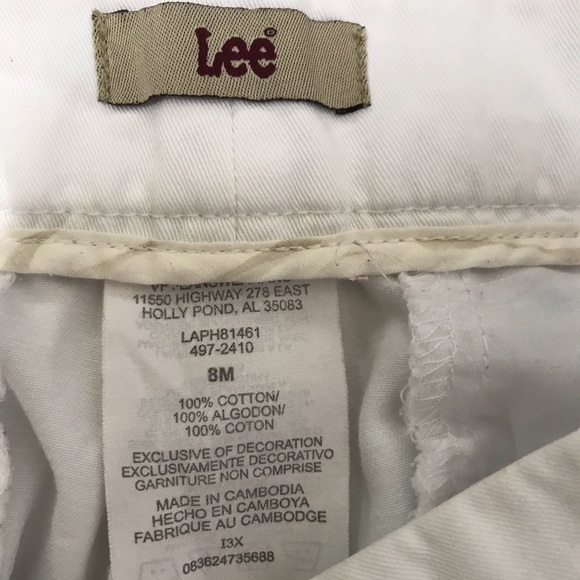 Lee®
11550 HIGHWAY 278 EAST
HOLLY POND, AL 35083
LAPH81461
497-2410
8M
100% COTTON/
100% ALGODON/
100% COTON
EXCLUSIVE OF DECORATION
EXCLUSIVAMENTE DECORATIVO
GARNITURE NON COMPRISE
MADE IN CAMBODIA
HECHO EN CAMBOYA
FABRIQUE AU CAMBODGE
I3X
083624735688